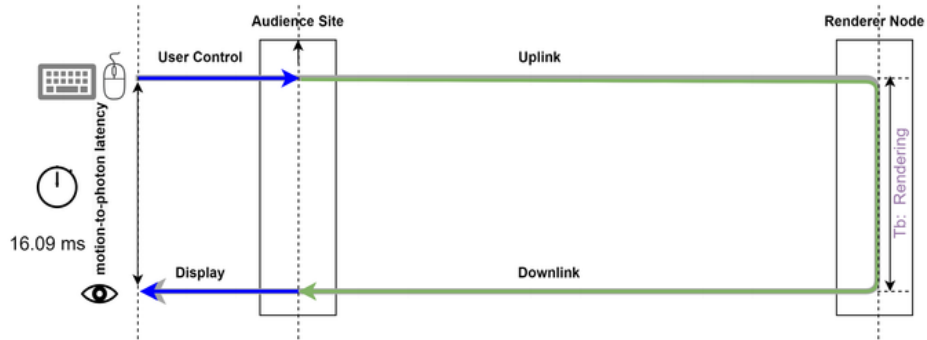 Audience Site
Renderer Node
User Control
Uplink
motion-to-photon latency
Tb: Rendering
16.09 ms
Display
Downlink